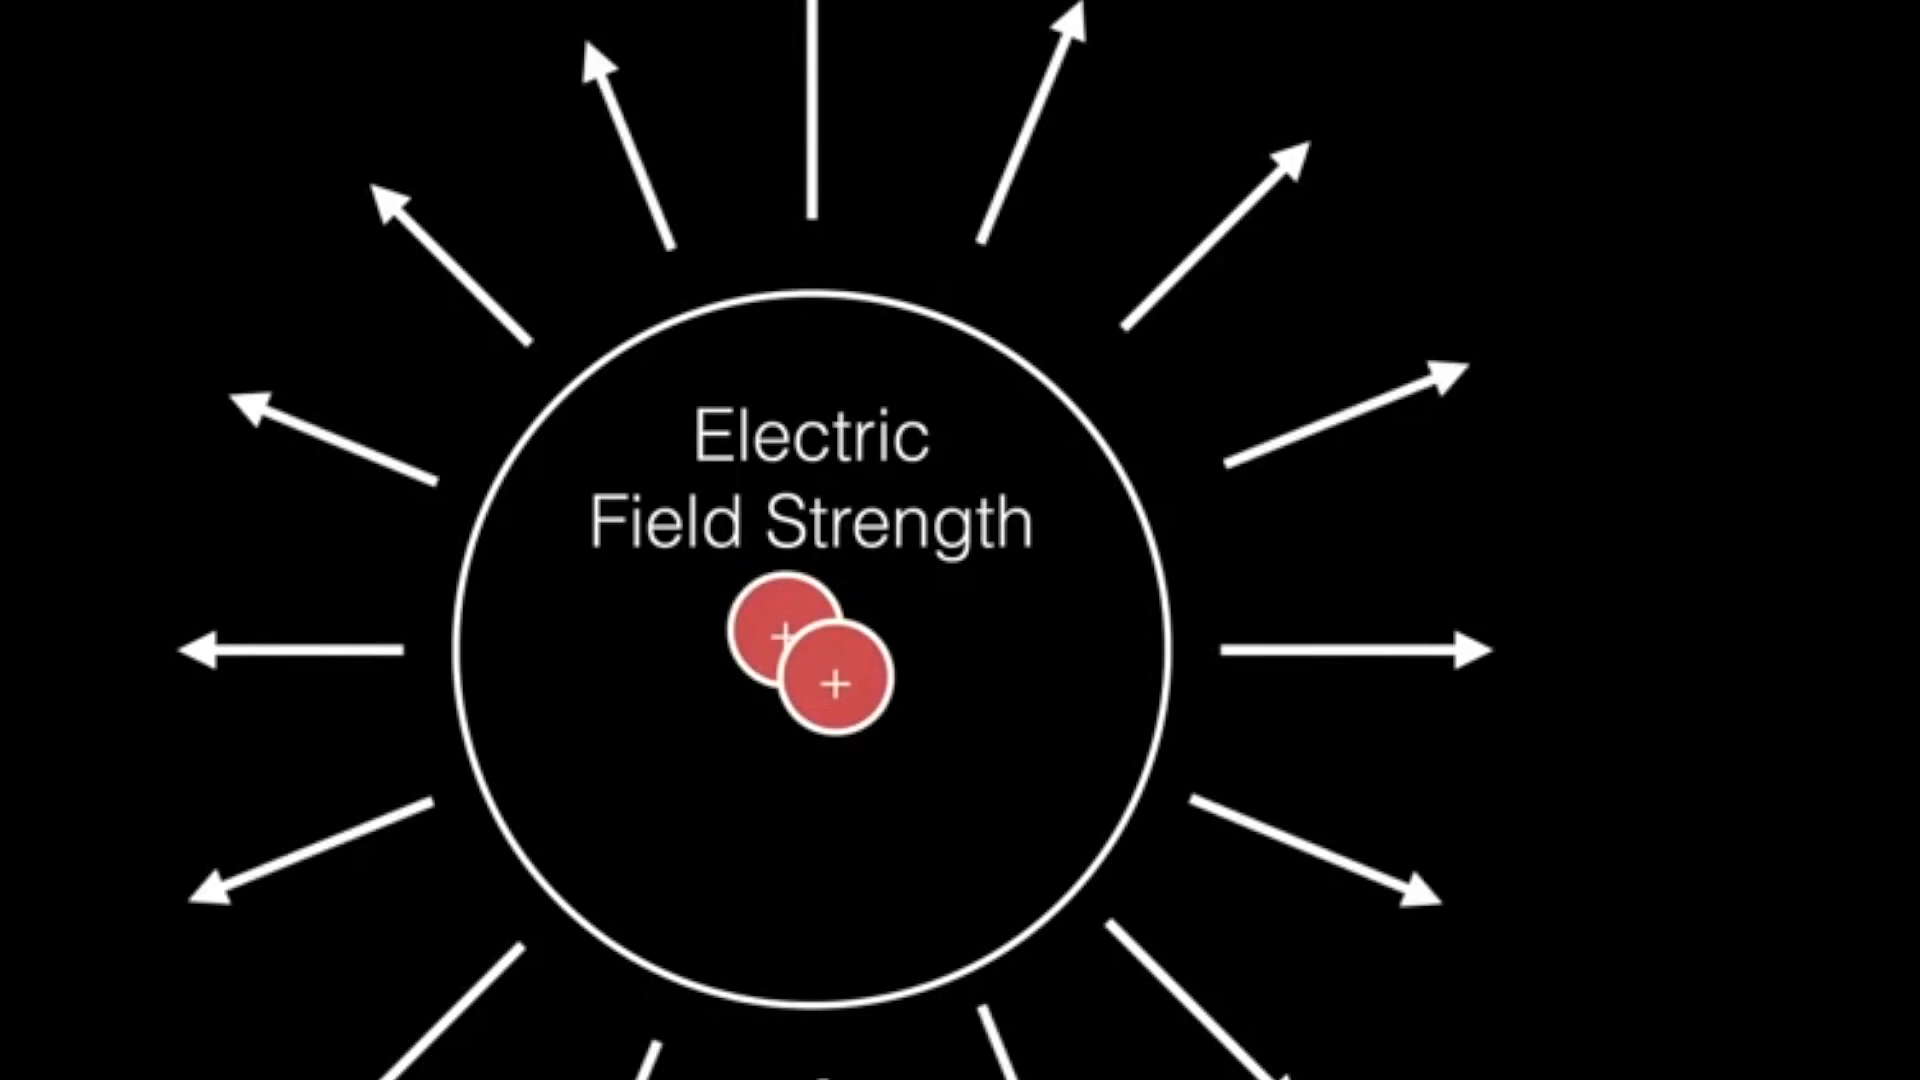 Electric
Field Strength
+
+